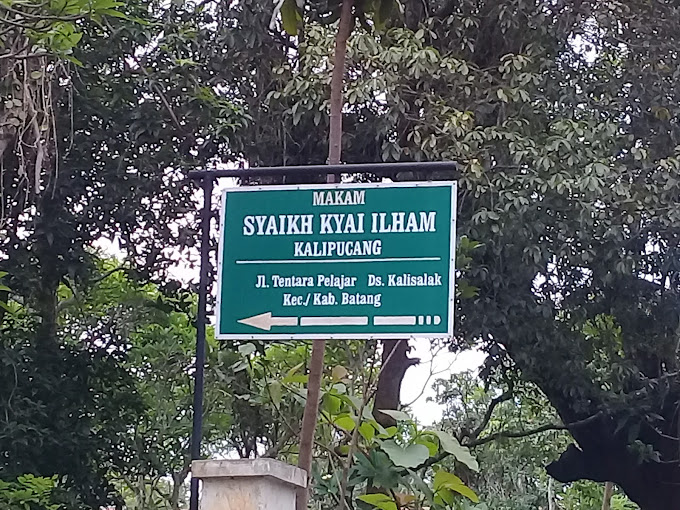 MAKAM
SYAIKH KYAI ILHAM
KALIPUCANG
Jl. Tentara Pelajar Ds. Kalisalak
Kec./ Kab. Batang